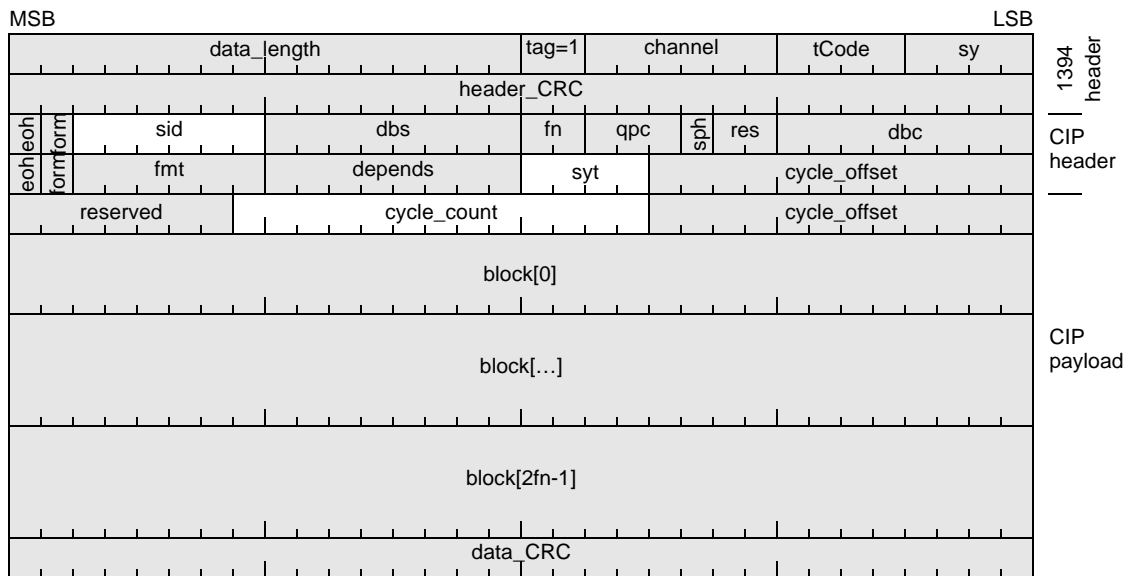 MSB LSB
data_length tag=1 channel tCode sy
1394 header
header_CRC
eoh form sid dbs fn qpc sph res dbc
CIP
header
eoh form fmt depends syt cycle_offset
reserved cycle_count cycle_offset
block[0]
CIP
payload
block[…]
block[2fn-1]
data_CRC